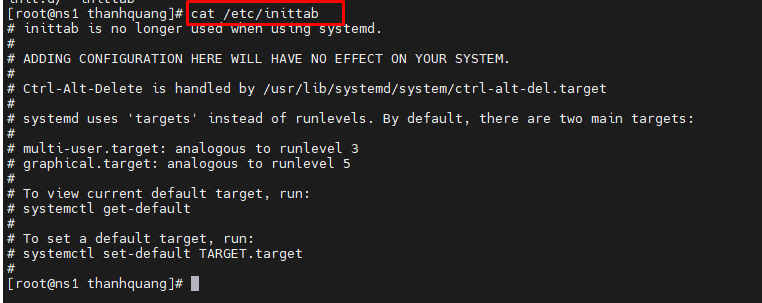 [root@ns1 thanhquang]# cat /etc/inittab
# inittab is no longer used when using systemd.
#
# ADDING CONFIGURATION HERE WILL HAVE NO EFFECT ON YOUR SYSTEM.
#
# Ctrl-Alt-Delete is handled by /usr/lib/systemd/system/ctrl-alt-del.target
#
# systemd uses 'targets' instead of runlevels. By default, there are two main targets:
#
# multi-user.target: analogous to runlevel 3
# graphical.target: analogous to runlevel 5
#
# To view current default target, run:
# systemctl get-default
#
# To set a default target, run:
# systemctl set-default TARGET.target
#
[root@ns1 thanhquang]#